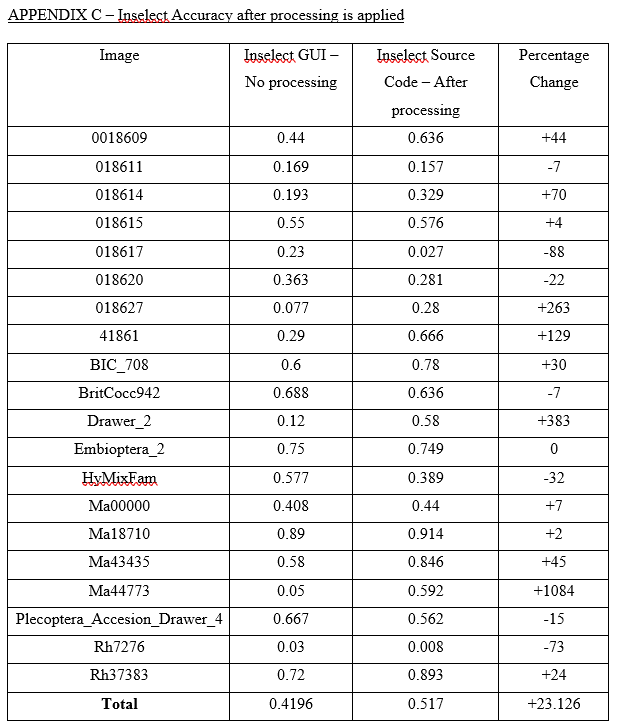 APPENDIX C – Inselect Accuracy after processing is applied
Image Inselect GUI – No processing Inselect Source Code – After processing Percentage Change
0018609 0.44 0.636 +44
018611 0.169 0.157 -7
018614 0.193 0.329 +70
018615 0.55 0.576 +4
018617 0.23 0.027 -88
018620 0.363 0.281 -22
018627 0.077 0.28 +263
41861 0.29 0.666 +129
BIC_708 0.6 0.78 +30
BritCocc942 0.688 0.636 -7
Drawer_2 0.12 0.58 +383
Embioptera_2 0.75 0.749 0
HyMixFam 0.577 0.389 -32
Ma00000 0.408 0.44 +7
Ma18710 0.89 0.914 +2
Ma43435 0.58 0.846 +45
Ma44773 0.05 0.592 +1084
Plecoptera_Accesion_Drawer_4 0.667 0.562 -15
Rh7276 0.03 0.008 -73
Rh37383 0.72 0.893 +24
Total 0.4196 0.517 +23.126